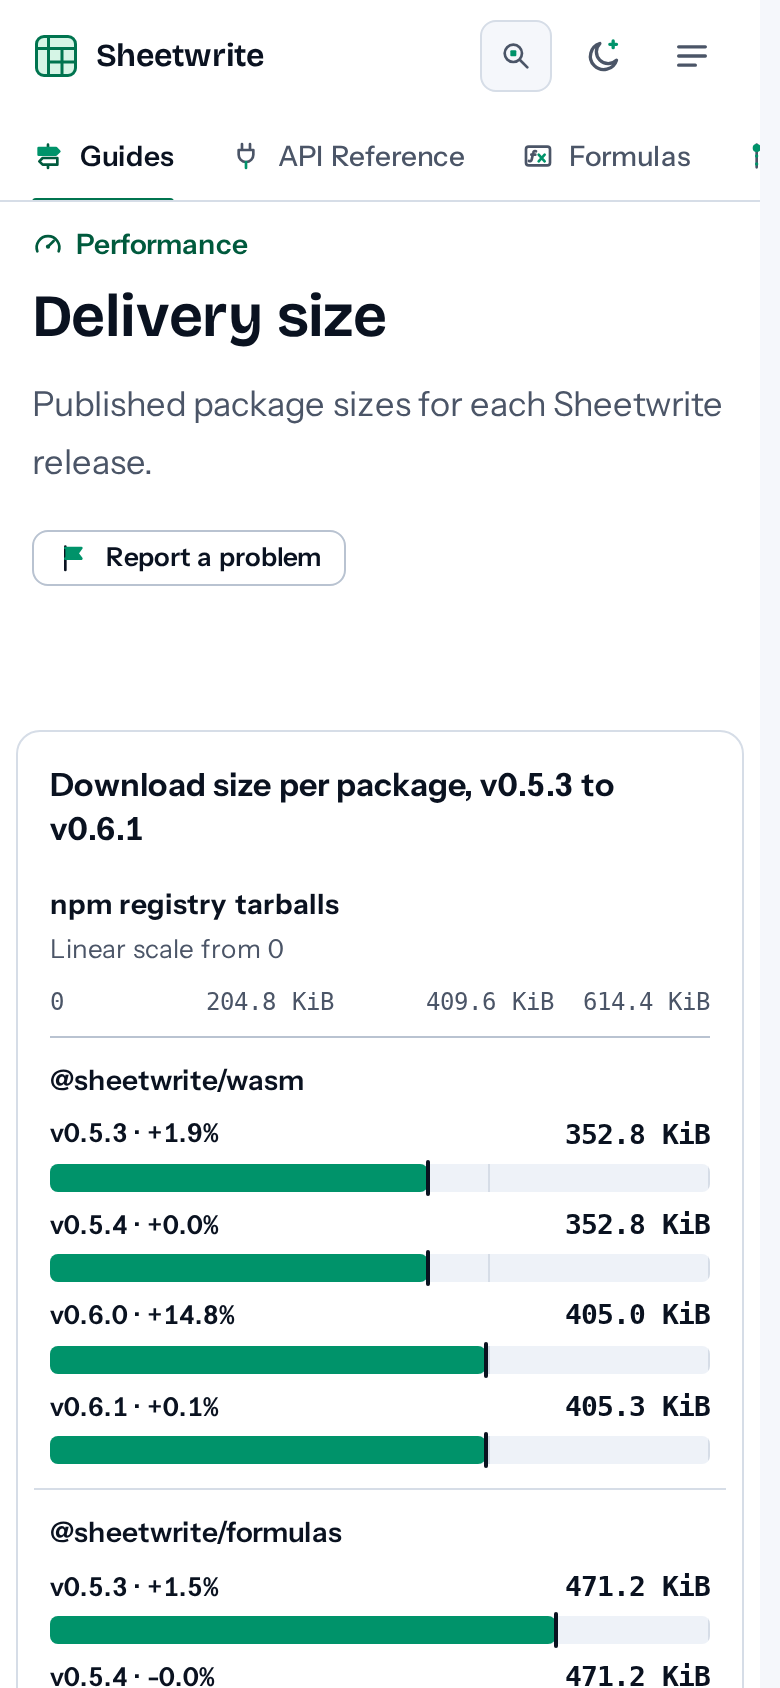 Sheetwrite
Guides
API Reference
Formulas
Performance
Delivery size
Published package sizes for each Sheetwrite
release.
Report a problem
Download size per package, v0.5.3 to
v0.6.1
npm registry tarballs
Linear scale from 0
0 204.8 KiB 409.6 KiB 614.4 KiB
@sheetwrite/wasm
v0.5.3 · +1.9% 352.8 KiB
v0.5.4 · +0.0% 352.8 KiB
v0.6.0 · +14.8% 405.0 KiB
v0.6.1 · +0.1% 405.3 KiB
@sheetwrite/formulas
v0.5.3 · +1.5% 471.2 KiB
v0.5.4 · -0.0% 471.2 KiB